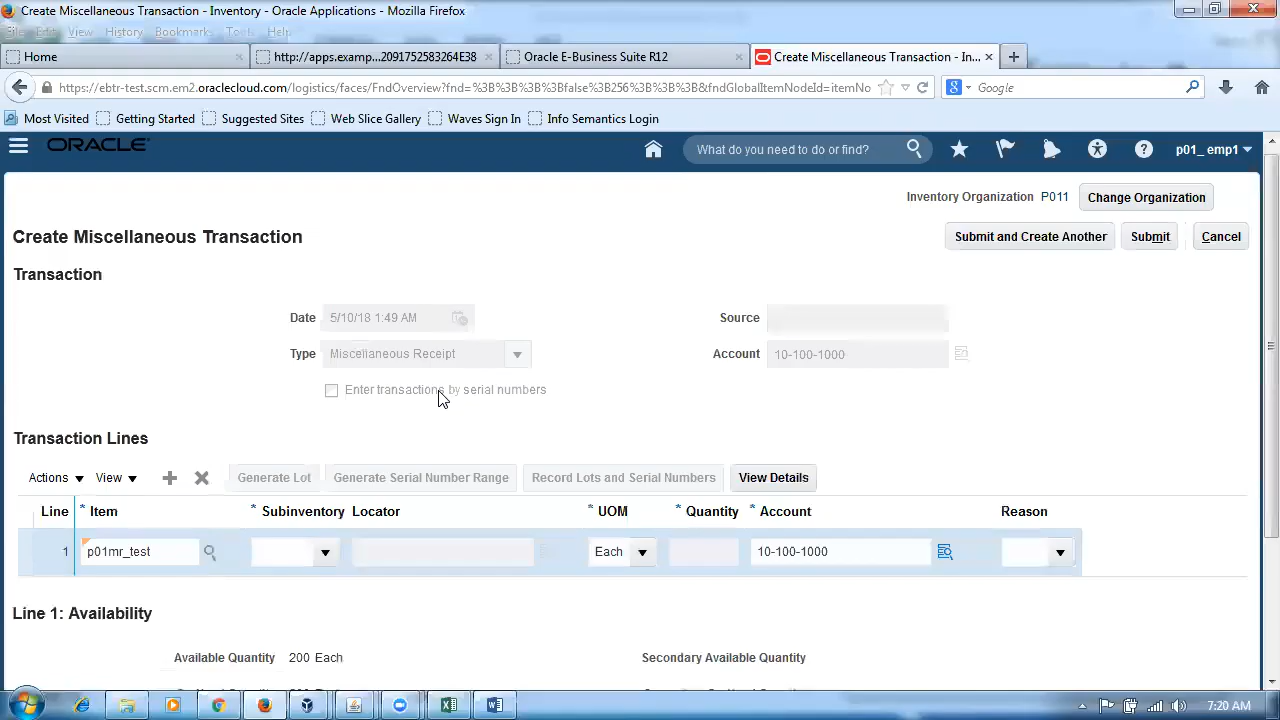 Create Miscellaneous Transaction - Inventory - Oracle Applications - Mozilla Firefox
File Edit View History Bookmarks Tools Help
Home
http://apps.examp...2091752583264E38
Oracle E-Business Suite R12
Create Miscellaneous Transaction - In...
https://ebtr-test.scm.em2.oraclecloud.com/logistics/faces/FndOverview?fnd=%3B%3B%3B%3Bfalse%3B256%3B%3B%3B&fndGlobalItemNodeId=itemNo
Google
Most Visited Getting Started Suggested Sites Web Slice Gallery Waves Sign In Info Semantics Login
ORACLE
What do you need to do or find?
p01_ emp1
Inventory Organization P011 Change Organization
Create Miscellaneous Transaction
Submit and Create Another Submit Cancel
Transaction
Date 5/10/18 1:49 AM
Source
Type Miscellaneous Receipt
Account 10-100-1000
Enter transactions by serial numbers
Transaction Lines
Actions View Generate Lot Generate Serial Number Range Record Lots and Serial Numbers View Details
Line * Item * Subinventory Locator * UOM * Quantity * Account Reason
1 p01mr_test Each 10-100-1000
Line 1: Availability
Available Quantity 200 Each
Secondary Available Quantity
7:20 AM